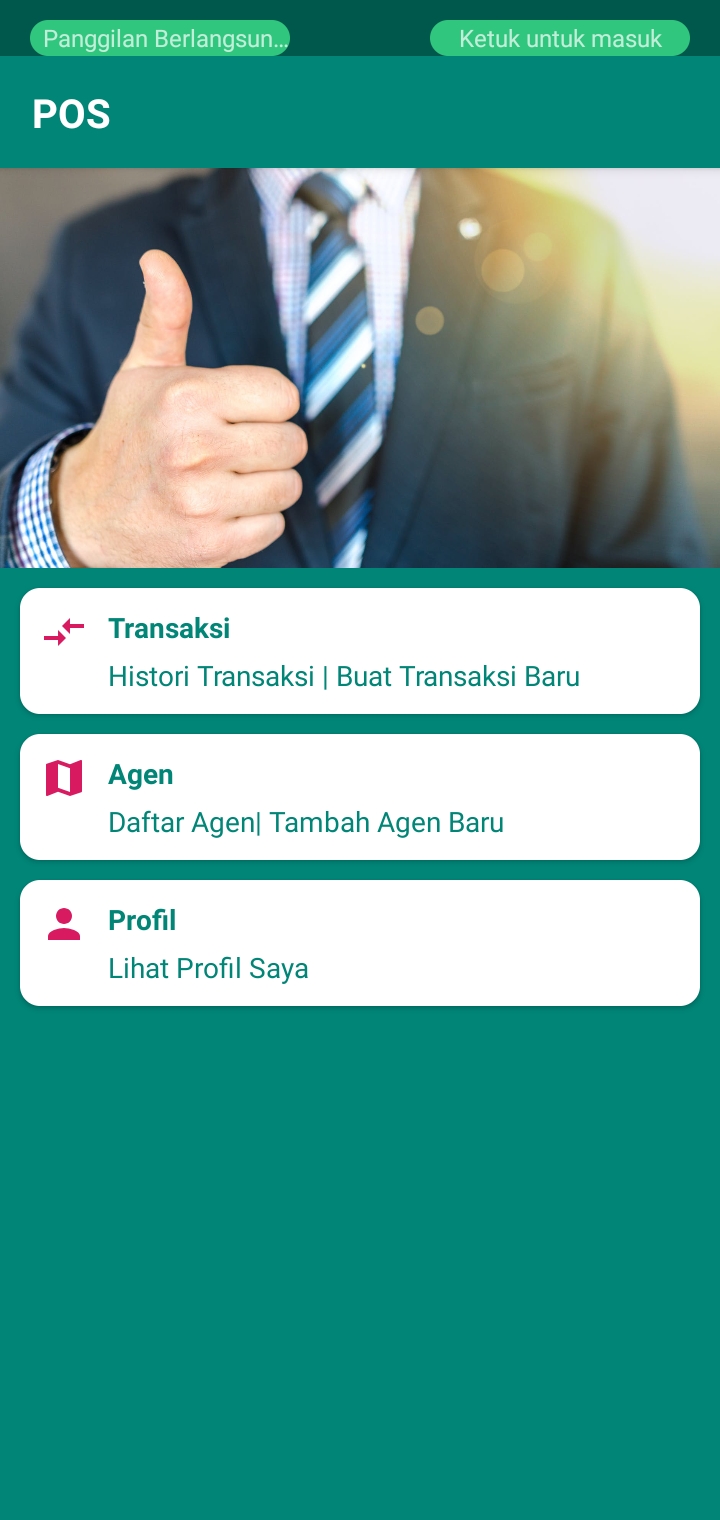 Panggilan Berlangsun...
Ketuk untuk masuk
POS
Transaksi
Histori Transaksi | Buat Transaksi Baru
Agen
Daftar Agen| Tambah Agen Baru
Profil
Lihat Profil Saya